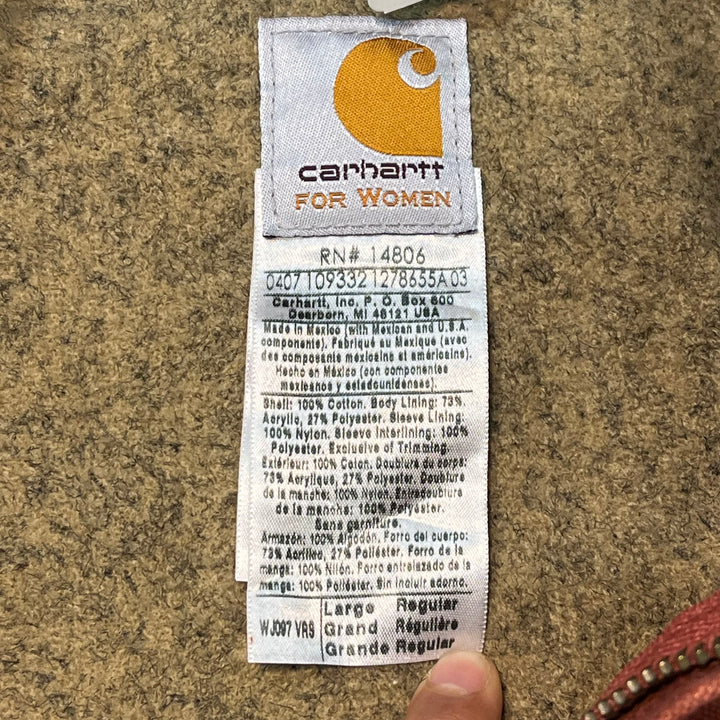 carhartt
FOR WOMEN
RN# 14806
0407 109332 1278655A 03
Carhartt, Inc, P. O. Box 600
Dearborn, MI 48121 USA
Made in Mexico (with Mexican and U.S.A.
components). Fabriqué au Mexique (avec
des composants méxicains et américains).
Hecho en México (con componentes
mexicanos y estadounidenses).
Shell: 100% Cotton. Body Lining: 73%
Acrylic, 27% Polyester. Sleeve Lining:
100% Nylon. Sleeve Interlining: 100%
Polyester. Exclusive of Trimming.
Extérieur: 100% Coton. Doublure du corps:
73% Acrylique, 27% Polyester. Doublure
de la manche: 100% Nylon. Entredoublure
de la manche: 100% Polyester.
Sans garniture.
Armazón: 100% Algodón. Forro del cuerpo:
73% Acrílico, 27% Poliéster. Forro de la
manga: 100% Nilón. Forro entrelazado de la
manga: 100% Poliéster. Sin incluir adorno.
WJ097 VRS
Large Regular
Grand Régulière
Grande Regular